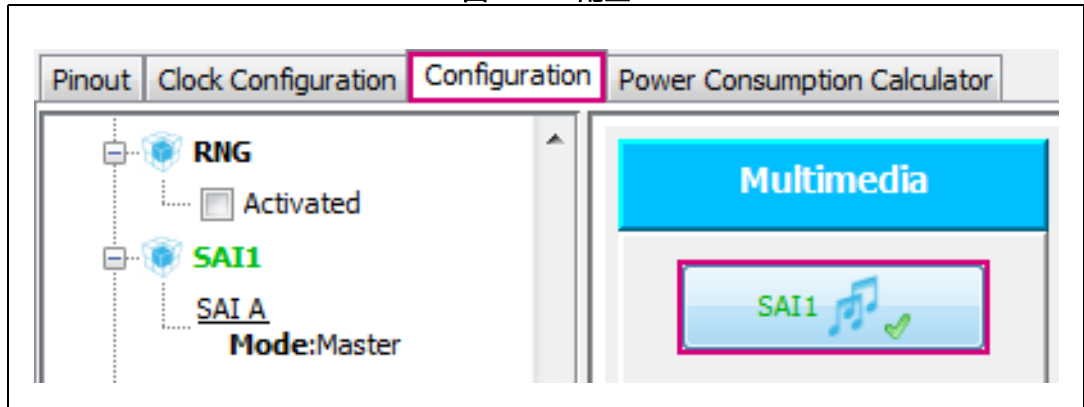 Pinout Clock Configuration Configuration Power Consumption Calculator
RNG
Activated
SAI1
SAI A
Mode:Master
Multimedia
SAI1